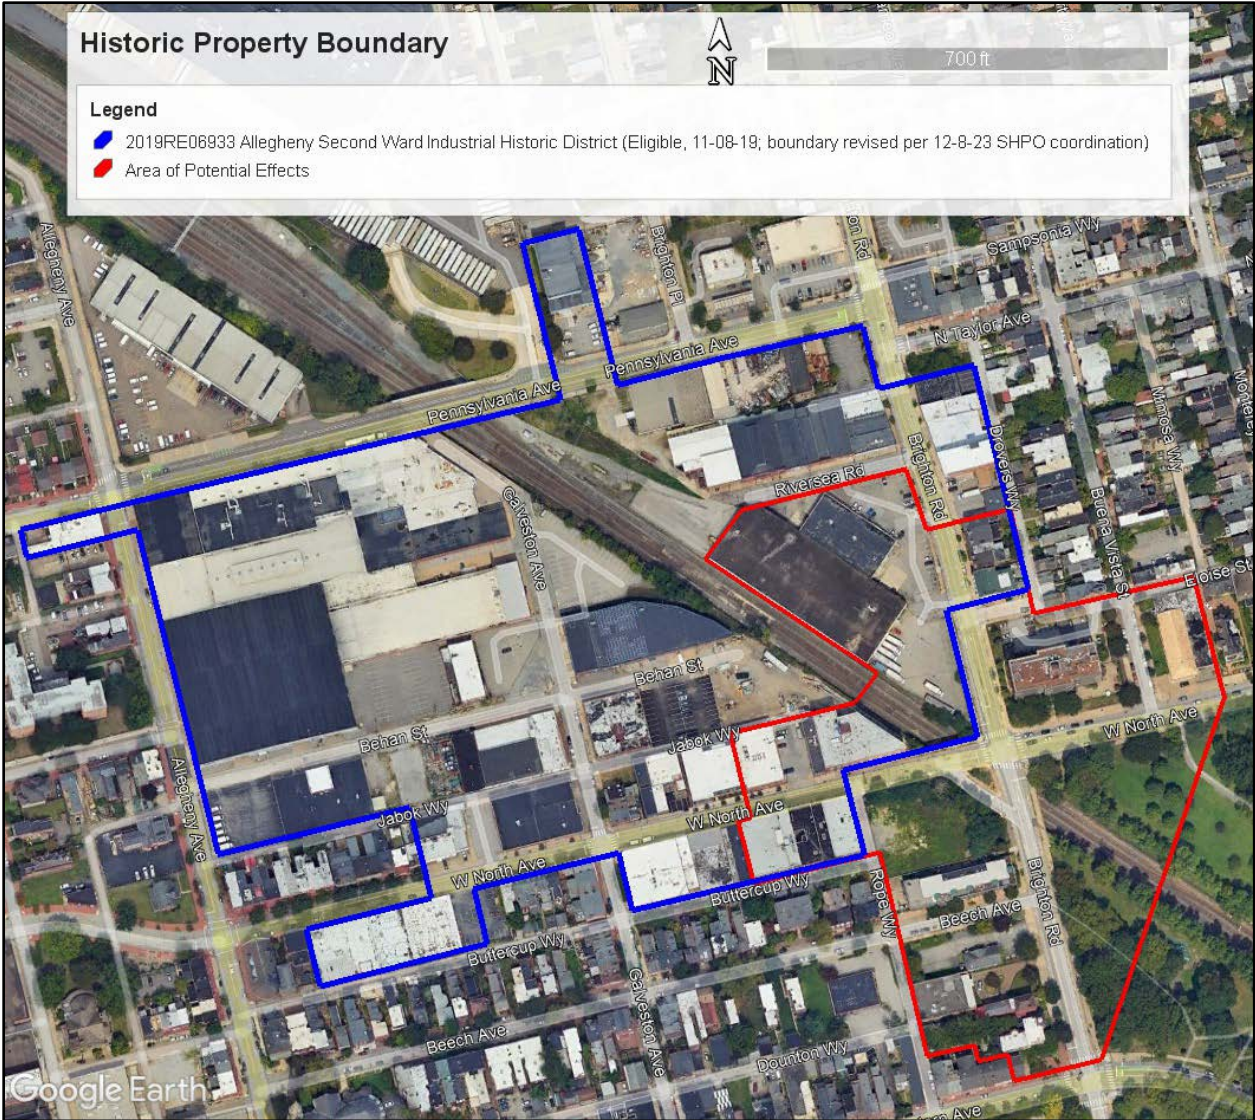 Historic Property Boundary
N
700 ft
Legend
2019RE06933 Allegheny Second Ward Industrial Historic District (Eligible, 11-08-19; boundary revised per 12-8-23 SHPO coordination)
Area of Potential Effects
Allegheny Ave
Brighton Pl
Sampsonia Wy
N Taylor Ave
Pennsylvania Ave
Pennsylvania Ave
Mimosa Wy
Drovers Wy
Brighton Rd
Riversea Rd
Buena Vista St
Galveston Ave
Eloise St
Behan St
W North Ave
Behan St
Jabok Wy
Allegheny Ave
Jabok Wy
W North Ave
W North Ave
Buttercup Wy
Rope Wy
Brighton Rd
Beech Ave
Buttercup Wy
Galveston Ave
Beech Ave
Dounton Wy
Google Earth